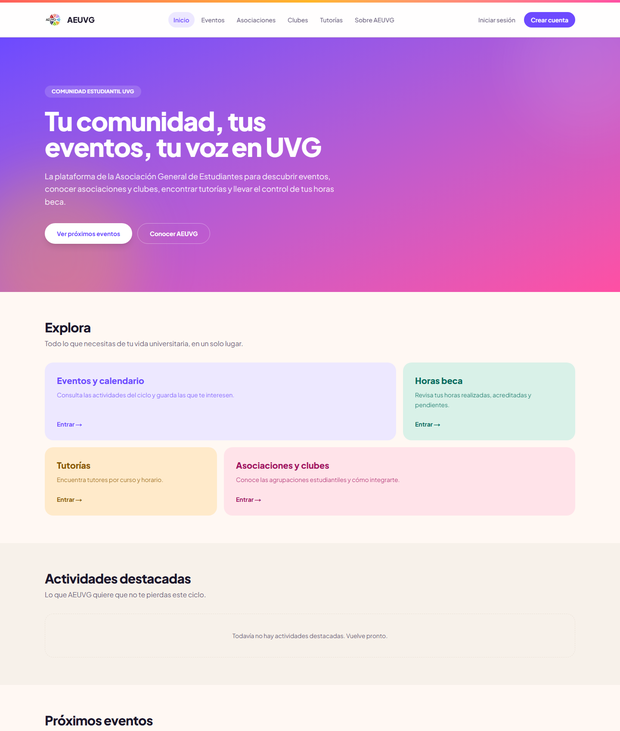 AEUVG
Inicio
Eventos
Asociaciones
Clubes
Tutorías
Sobre AEUVG
Iniciar sesión
Crear cuenta
COMUNIDAD ESTUDIANTIL UVG
Tu comunidad, tus
eventos, tu voz en UVG
La plataforma de la Asociación General de Estudiantes para descubrir eventos,
conocer asociaciones y clubes, encontrar tutorías y llevar el control de tus horas
beca.
Ver próximos eventos
Conocer AEUVG
Explora
Todo lo que necesitas de tu vida universitaria, en un solo lugar.
Eventos y calendario
Consulta las actividades del ciclo y guarda las que te interesen.
Entrar →
Horas beca
Revisa tus horas realizadas, acreditadas y
pendientes.
Entrar →
Tutorías
Encuentra tutores por curso y horario.
Entrar →
Asociaciones y clubes
Conoce las agrupaciones estudiantiles y cómo integrarte.
Entrar →
Actividades destacadas
Lo que AEUVG quiere que no te pierdas este ciclo.
Todavía no hay actividades destacadas. Vuelve pronto.
Próximos eventos